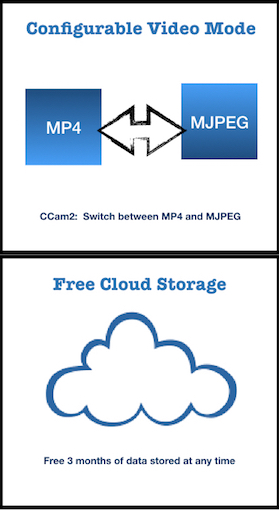 Configurable Video Mode
MP4
MJPEG
CCam2: Switch between MP4 and MJPEG
Free Cloud Storage
Free 3 months of data stored at any time